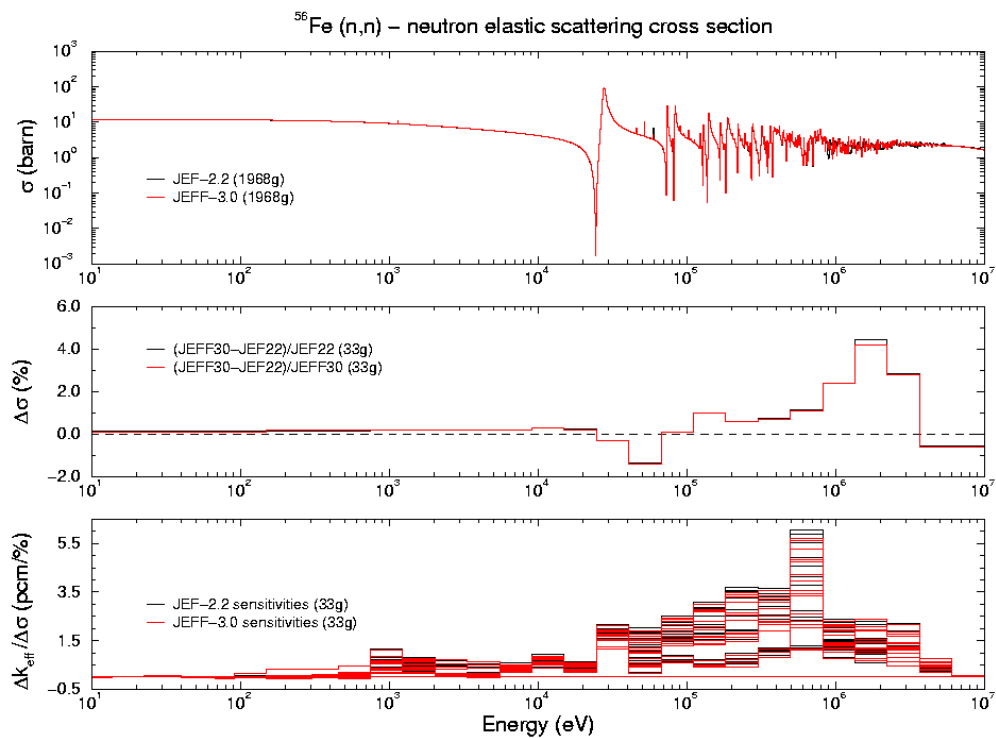 ⁵⁶Fe (n,n) – neutron elastic scattering cross section
10³
10²
10¹
10⁰
10⁻¹
10⁻²
10⁻³
σ (barn)
JEF–2.2 (1968g)
JEFF–3.0 (1968g)
10¹ 10² 10³ 10⁴ 10⁵ 10⁶ 10⁷
6.0
4.0
2.0
0.0
–2.0
Δσ (%)
(JEFF30–JEF22)/JEF22 (33g)
(JEFF30–JEF22)/JEFF30 (33g)
10¹ 10² 10³ 10⁴ 10⁵ 10⁶ 10⁷
5.5
3.5
1.5
–0.5
Δk_eff/Δσ (pcm/%)
JEF–2.2 sensitivities (33g)
JEFF–3.0 sensitivities (33g)
10¹ 10² 10³ 10⁴ 10⁵ 10⁶ 10⁷
Energy (eV)